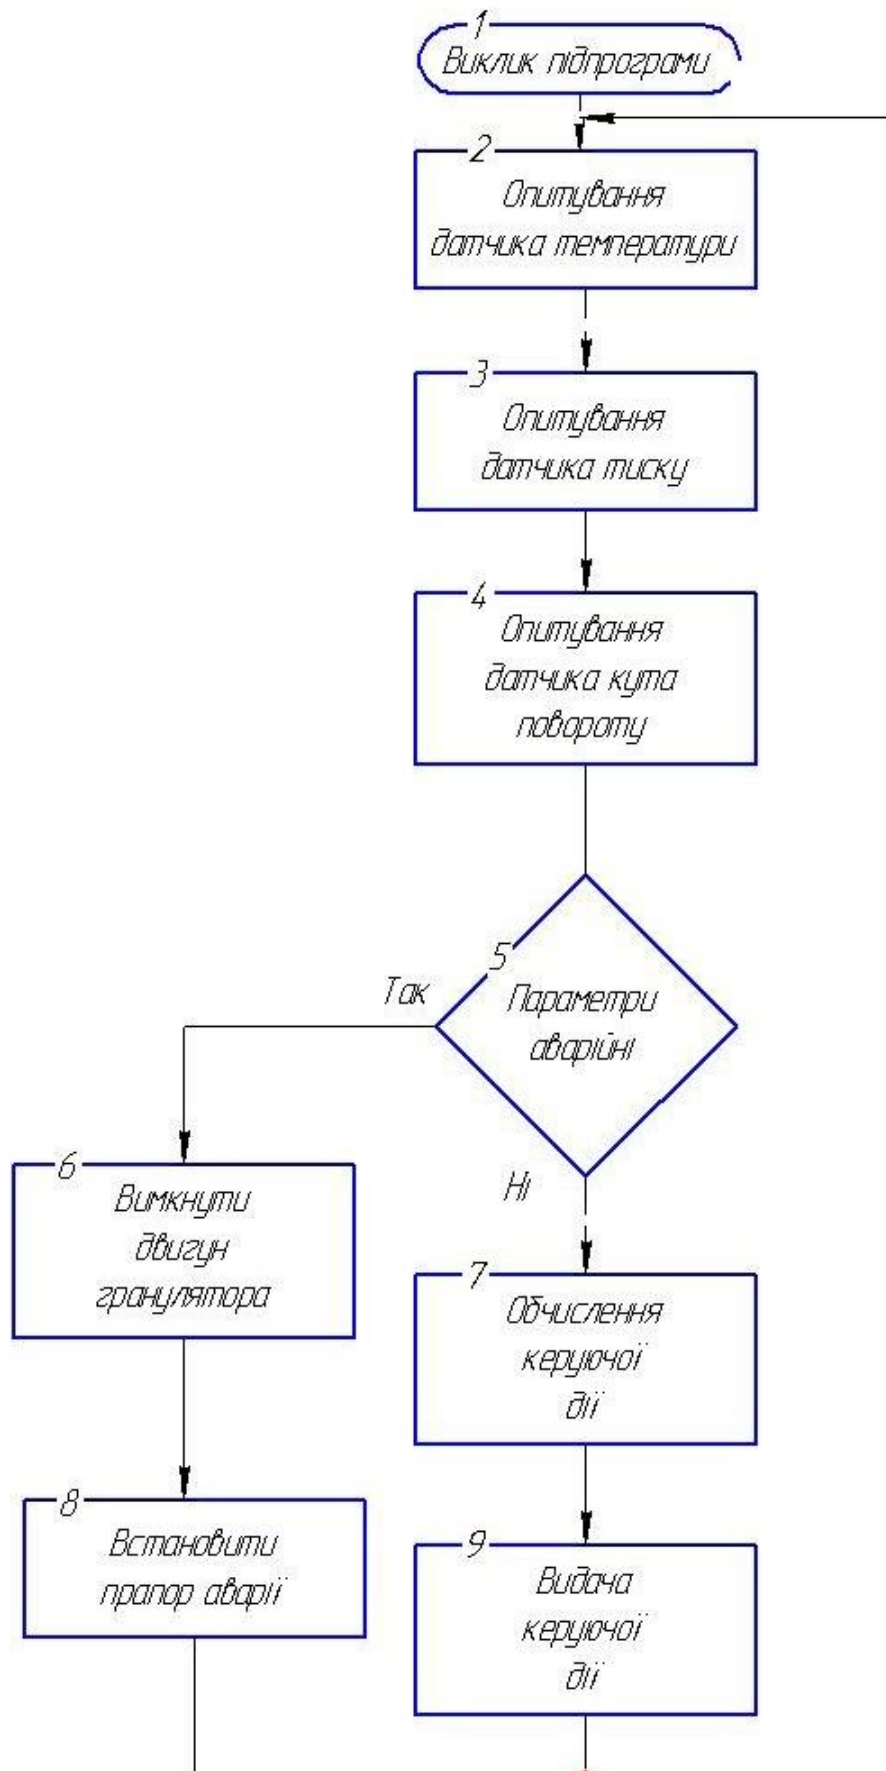 1
Виклик підпрограми
2
Опитування
датчика температури
3
Опитування
датчика тиску
4
Опитування
датчика кута
повороту
5
Параметри
аварійні
Так
Ні
6
Вимкнути
двигун
гранулятора
7
Обчислення
керуючої
дії
8
Встановити
прапор аварії
9
Видача
керуючої
дії